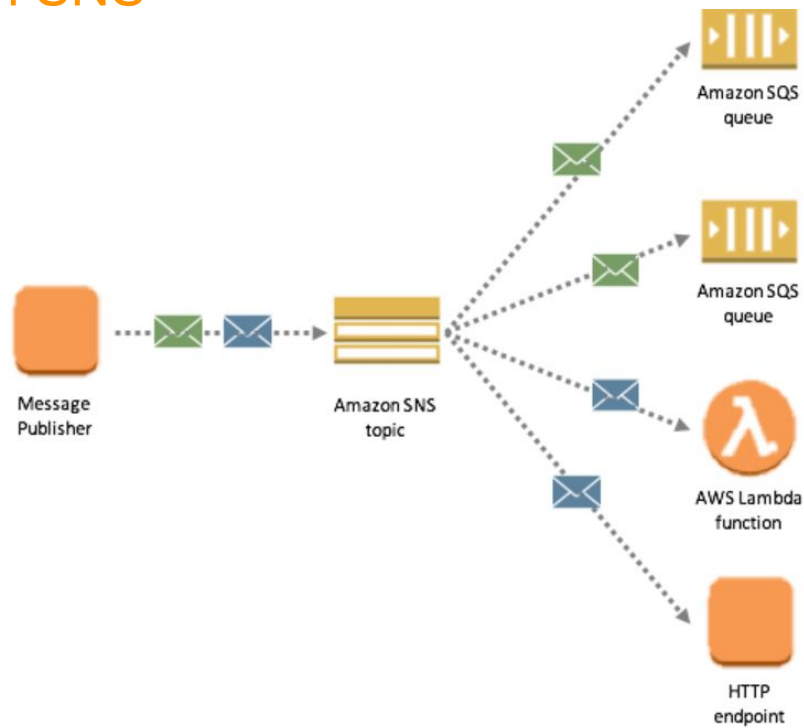 Amazon SQS
queue
Amazon SQS
queue
Message
Publisher
Amazon SNS
topic
AWS Lambda
function
HTTP
endpoint